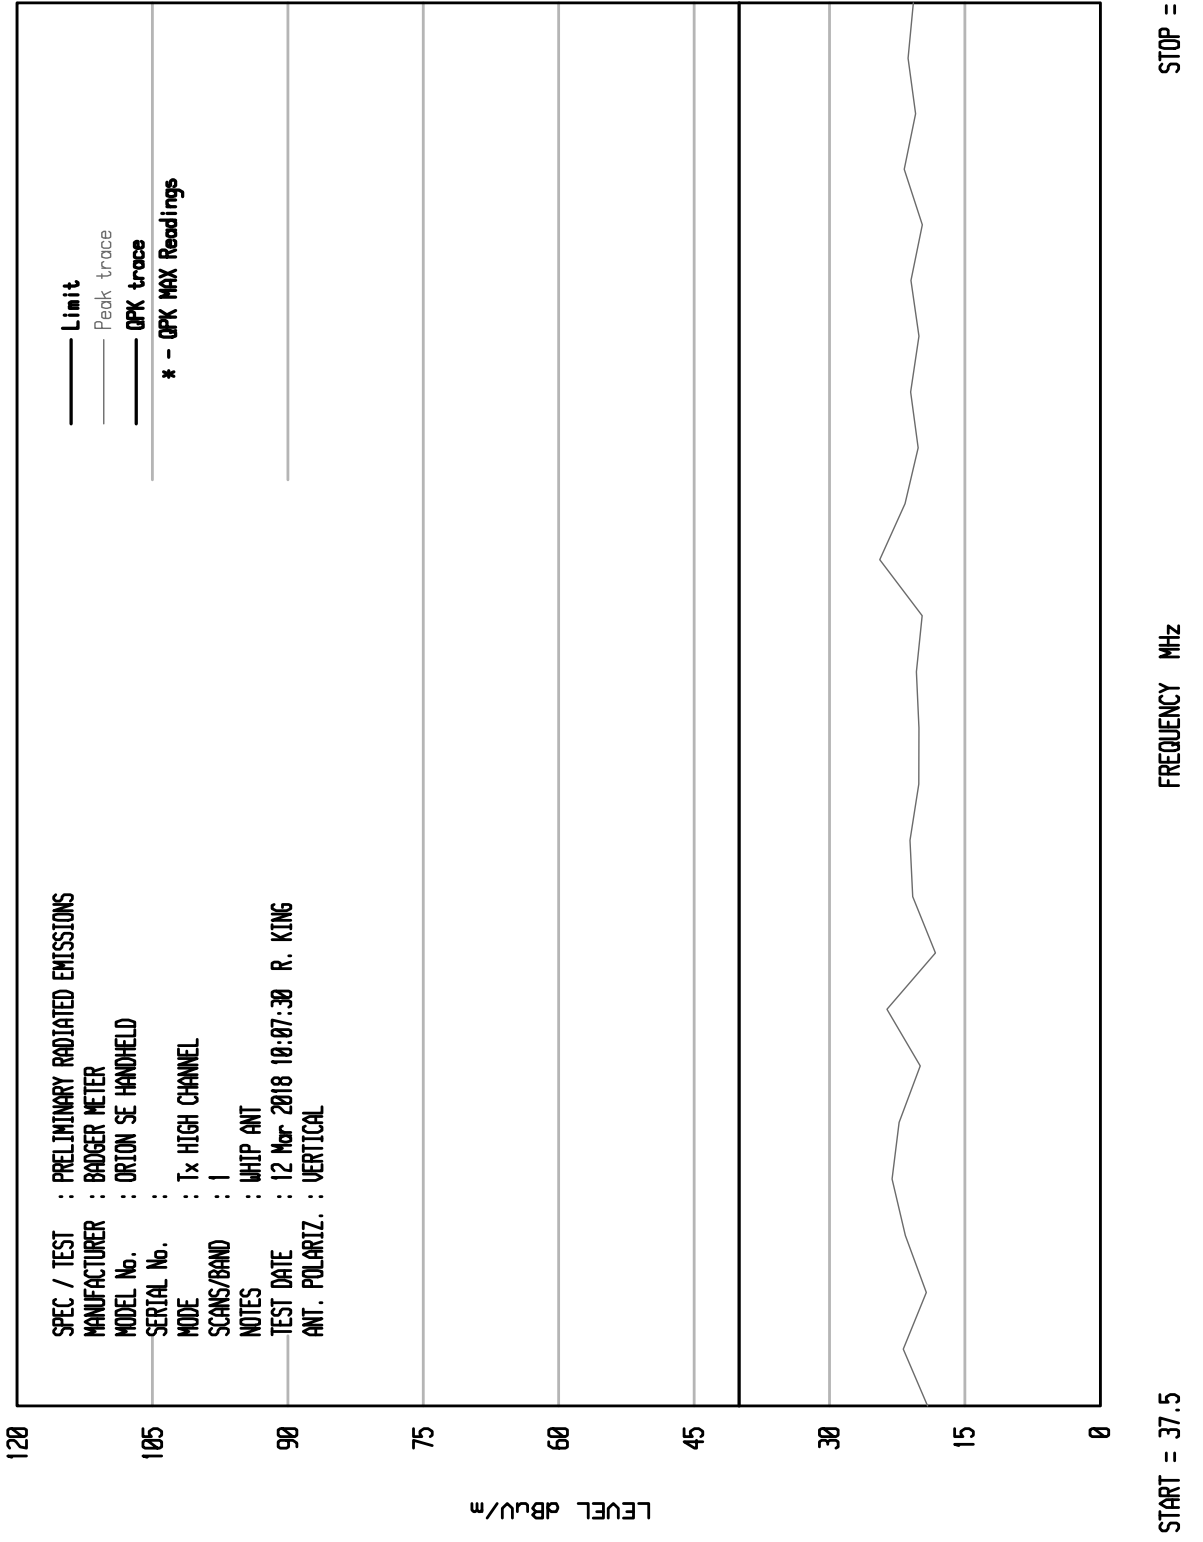 SPEC / TEST : PRELIMINARY RADIATED EMISSIONS
MANUFACTURER : BADGER METER
MODEL No. : ORION SE HANDHELD
SERIAL No. :
MODE : Tx HIGH CHANNEL
SCANS/BAND : 1
NOTES : WHIP ANT
TEST DATE : 12 Mar 2018 10:07:30 R. KING
ANT. POLARIZ. : VERTICAL
Limit
Peak trace
QPK trace
* - QPK MAX Readings
LEVEL dBuV/m
120
105
90
75
60
45
30
15
0
START = 37.5
FREQUENCY MHz
STOP =